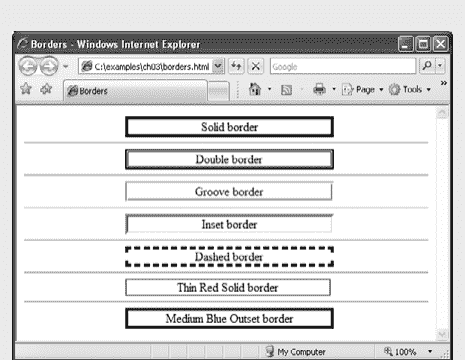 Borders - Windows Internet Explorer
C:\examples\ch03\borders.html
Google
Borders
Page
Tools
Solid border
Double border
Groove border
Inset border
Dashed border
Thin Red Solid border
Medium Blue Outset border
My Computer
100%